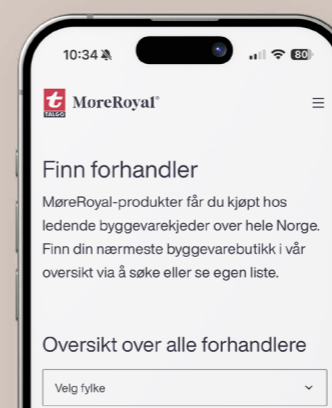 10:34
80
TALGO
MøreRoyal®
Finn forhandler
MøreRoyal-produkter får du kjøpt hos
ledende byggevarekjeder over hele Norge.
Finn din nærmeste byggevarebutikk i vår
oversikt via å søke eller se egen liste.
Oversikt over alle forhandlere
Velg fylke